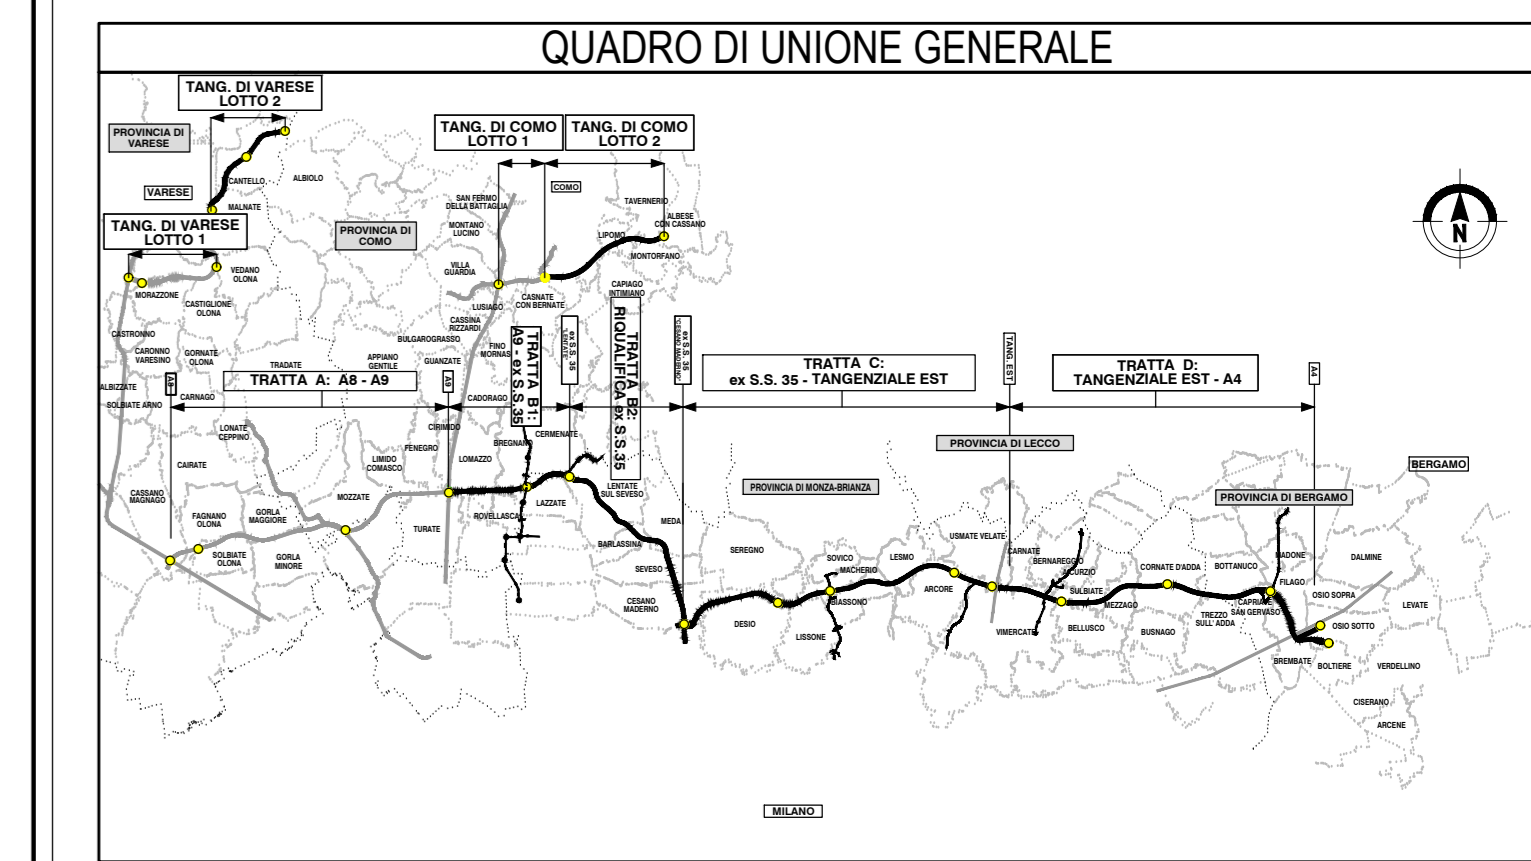 QUADRO DI UNIONE GENERALE
TANG. DI VARESE
LOTTO 2
PROVINCIA DI
VARESE
VARESE
CANTELLO
ALBIOLO
MALNATE
TANG. DI VARESE
LOTTO 1
PROVINCIA DI
COMO
TANG. DI COMO
LOTTO 1
TANG. DI COMO
LOTTO 2
COMO
SAN FERMO
DELLA BATTAGLIA
TAVERNERIO
ALBESE
CON CASSANO
MONTANO
LUCINO
LIPOMO
MONTORFANO
VILLA
GUARDIA
VEDANO
OLONA
MORAZZONE
CASTIGLIONE
OLONA
CAPIAGO
INTIMIANO
CASNATE
CON BERNATE
LUSIAGO
CASSINA
RIZZARDI
BULGAROGRASSO
FINO
MORNAS
CASTRONNO
CARONNO
VARESINO
GORNATE
OLONA
TRADATE
APPIANO
GENTILE
GUANZATE
ALBIZZATE
CARNAGO
SOLBIATE ARNO
CADORAGO
A8
TRATTA A: A8 - A9
A9
TRATTA B1:
A9 - ex S.S.35
ex S.S. 35
"LENTATE"
TRATTA B2:
RIQUALIFICA ex S.S.35
ex S.S. 35
"CESANO MADERNO"
TRATTA C:
ex S.S. 35 - TANGENZIALE EST
TANG. EST
TRATTA D:
TANGENZIALE EST - A4
A4
LONATE
CEPPINO
CIRIMIDO
FENEGRO
BREGNANO
CERMENATE
PROVINCIA DI LECCO
CAIRATE
LIMIDO
COMASCO
LOMAZZO
BERGAMO
CASSANO
MAGNAGO
MOZZATE
LENTATE
SUL SEVESO
PROVINCIA DI MONZA-BRIANZA
PROVINCIA DI BERGAMO
LAZZATE
FAGNANO
OLONA
GORLA
MAGGIORE
ROVELLASCA
TURATE
MEDA
SOLBIATE
OLONA
GORLA
MINORE
BARLASSINA
SEREGNO
USMATE VELATE
SEVESO
SOVICO
MACHERIO
LESMO
CARNATE
BERNAREGGIO
AICURZIO
CORNATE D'ADDA
BOTTANUCO
MADONE
DALMINE
FILAGO
ARCORE
SULBIATE
OSIO SOPRA
CESANO
MADERNO
BIASSONO
MEZZAGO
CAPRIATE
SAN GERVASO
LEVATE
DESIO
LISSONE
VIMERCATE
BELLUSCO
BUSNAGO
TREZZO
SULL' ADDA
OSIO SOTTO
BREMBATE
BOLTIERE
VERDELLINO
CISERANO
ARCENE
N
MILANO